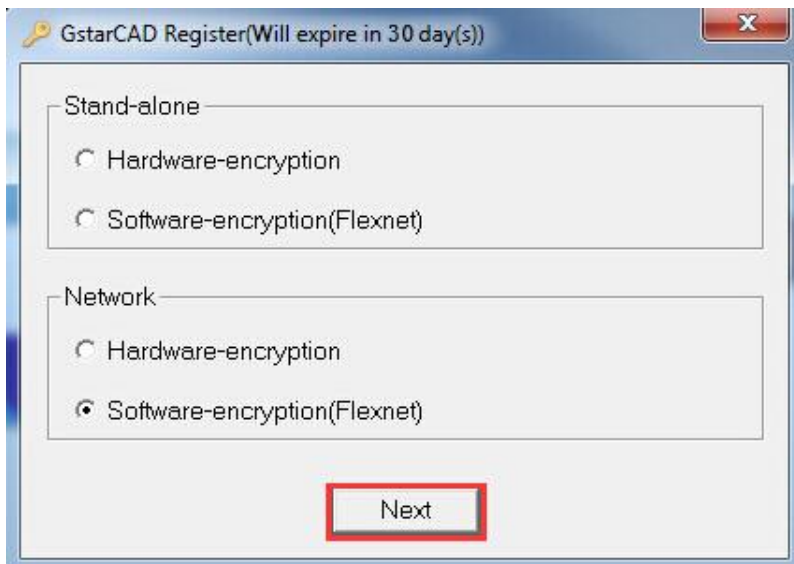 GstarCAD Register(Will expire in 30 day(s))
Stand-alone
Hardware-encryption
Software-encryption(Flexnet)
Network
Hardware-encryption
Software-encryption(Flexnet)
Next